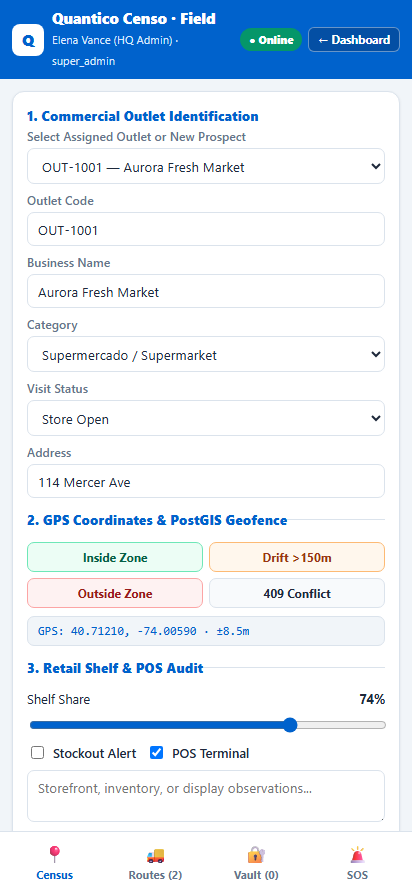 Q
Quantico Censo · Field
Elena Vance (HQ Admin) ·
super_admin
● Online
← Dashboard
1. Commercial Outlet Identification
Select Assigned Outlet or New Prospect
OUT-1001 — Aurora Fresh Market
Outlet Code
OUT-1001
Business Name
Aurora Fresh Market
Category
Supermercado / Supermarket
Visit Status
Store Open
Address
114 Mercer Ave
2. GPS Coordinates & PostGIS Geofence
Inside Zone
Drift >150m
Outside Zone
409 Conflict
GPS: 40.71210, -74.00590 · ±8.5m
3. Retail Shelf & POS Audit
Shelf Share 74%
Stockout Alert
POS Terminal
Storefront, inventory, or display observations...
Census
Routes (2)
Vault (0)
SOS